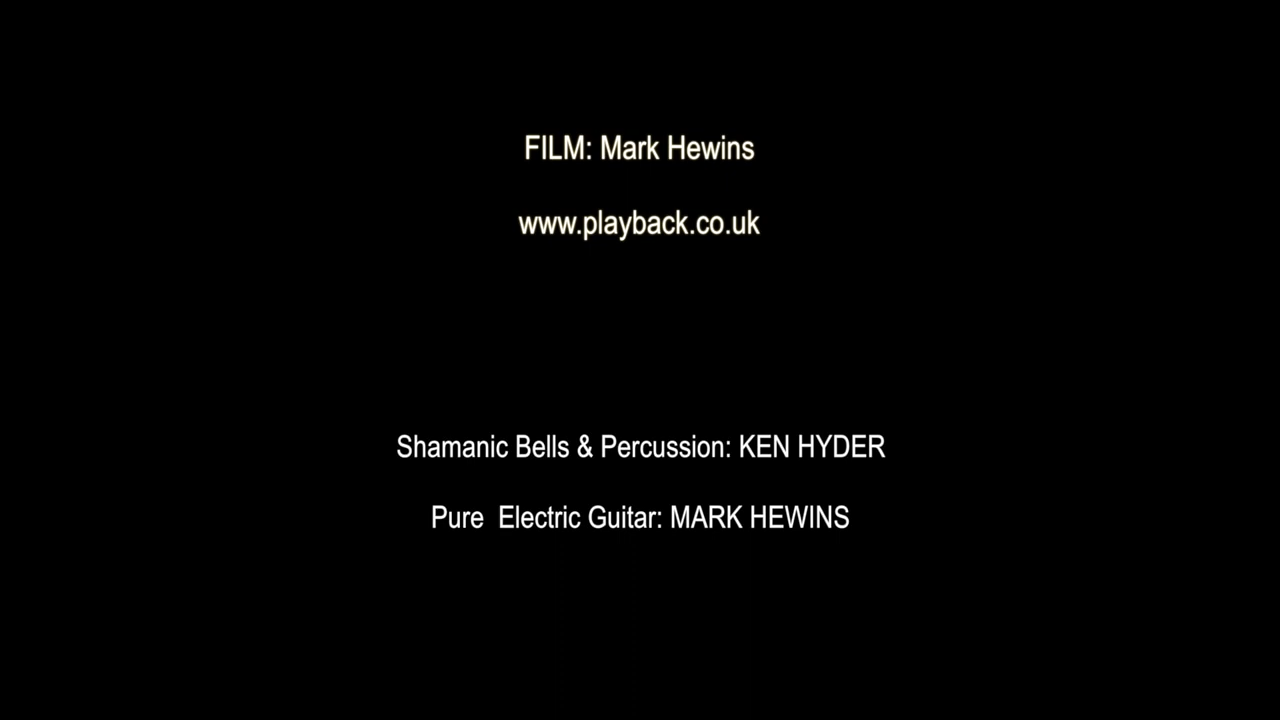 FILM: Mark Hewins
www.playback.co.uk
Shamanic Bells & Percussion: KEN HYDER
Pure  Electric Guitar: MARK HEWINS